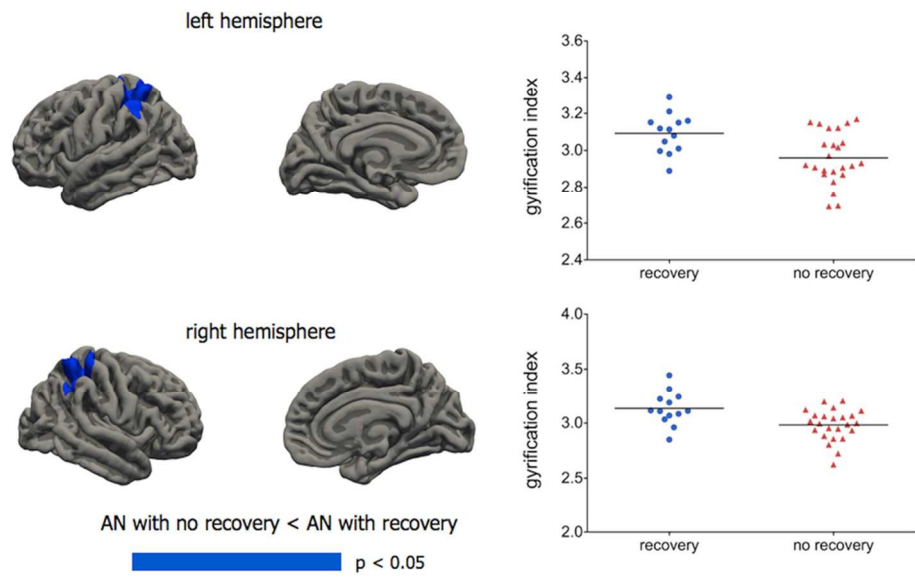 left hemisphere
3.6
3.4
3.2
3.0
2.8
2.6
2.4
gyrification index
recovery
no recovery
right hemisphere
4.0
3.5
3.0
2.5
2.0
gyrification index
recovery
no recovery
AN with no recovery < AN with recovery
p < 0.05